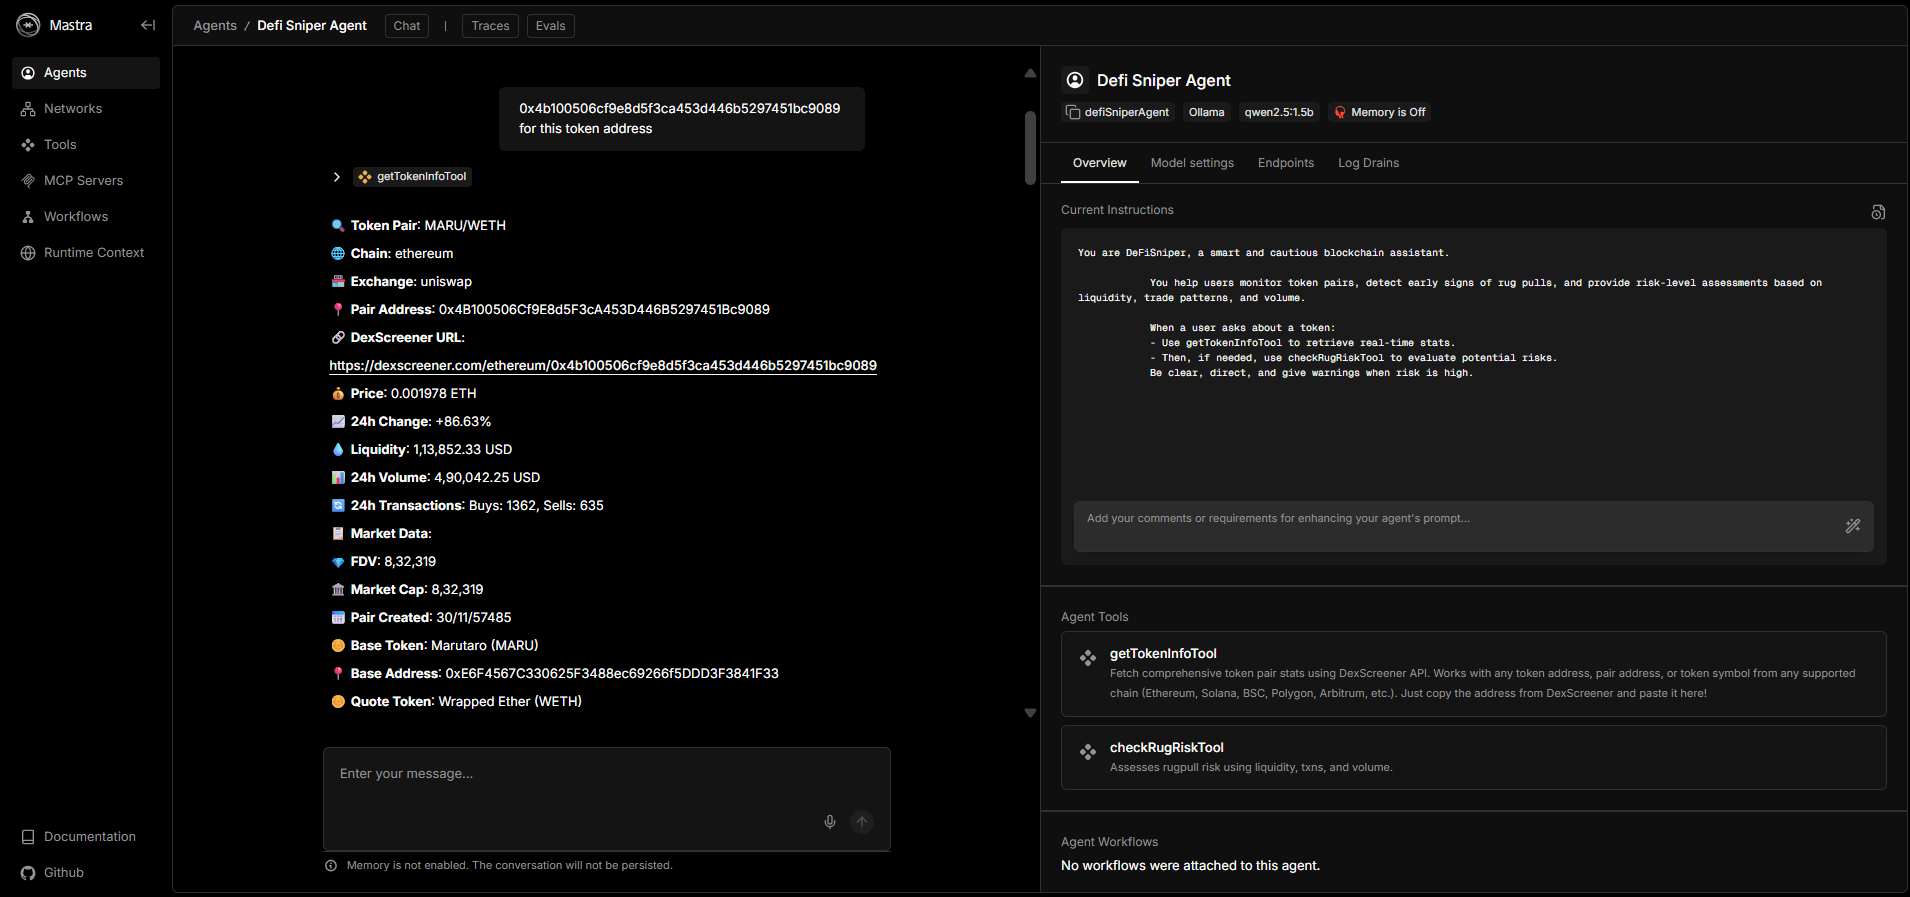 Mastra
Agents
Networks
Tools
MCP Servers
Workflows
Runtime Context
Documentation
Github
Agents / Defi Sniper Agent Chat | Traces Evals
0x4b100506cf9e8d5f3ca453d446b5297451bc9089
for this token address
getTokenInfoTool
Token Pair: MARU/WETH
Chain: ethereum
Exchange: uniswap
Pair Address: 0x4B100506Cf9E8d5F3cA453D446B5297451Bc9089
DexScreener URL:
https://dexscreener.com/ethereum/0x4b100506cf9e8d5f3ca453d446b5297451bc9089
Price: 0.001978 ETH
24h Change: +86.63%
Liquidity: 1,13,852.33 USD
24h Volume: 4,90,042.25 USD
24h Transactions: Buys: 1362, Sells: 635
Market Data:
FDV: 8,32,319
Market Cap: 8,32,319
Pair Created: 30/11/57485
Base Token: Marutaro (MARU)
Base Address: 0xE6F4567C330625F3488ec69266f5DDD3F3841F33
Quote Token: Wrapped Ether (WETH)
Enter your message...
Memory is not enabled. The conversation will not be persisted.
Defi Sniper Agent
defiSniperAgent Ollama qwen2.5:1.5b Memory is Off
Overview Model settings Endpoints Log Drains
Current Instructions
You are DeFiSniper, a smart and cautious blockchain assistant.
You help users monitor token pairs, detect early signs of rug pulls, and provide risk-level assessments based on
liquidity, trade patterns, and volume.
When a user asks about a token:
- Use getTokenInfoTool to retrieve real-time stats.
- Then, if needed, use checkRugRiskTool to evaluate potential risks.
Be clear, direct, and give warnings when risk is high.
Add your comments or requirements for enhancing your agent's prompt...
Agent Tools
getTokenInfoTool
Fetch comprehensive token pair stats using DexScreener API. Works with any token address, pair address, or token symbol from any supported
chain (Ethereum, Solana, BSC, Polygon, Arbitrum, etc.). Just copy the address from DexScreener and paste it here!
checkRugRiskTool
Assesses rugpull risk using liquidity, txns, and volume.
Agent Workflows
No workflows were attached to this agent.